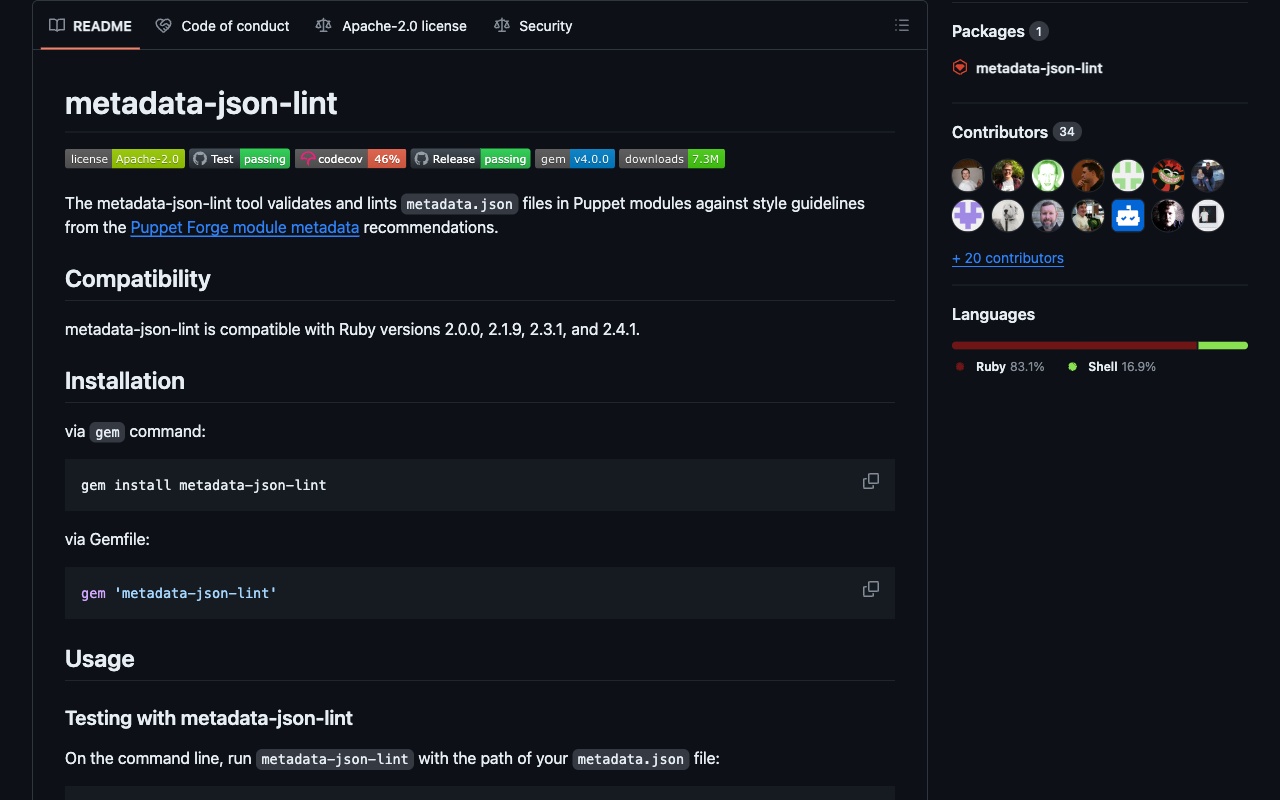 README Code of conduct Apache-2.0 license Security
metadata-json-lint
license Apache-2.0 Test passing codecov 46% Release passing gem v4.0.0 downloads 7.3M
The metadata-json-lint tool validates and lints metadata.json files in Puppet modules against style guidelines
from the Puppet Forge module metadata recommendations.
Compatibility
metadata-json-lint is compatible with Ruby versions 2.0.0, 2.1.9, 2.3.1, and 2.4.1.
Installation
via gem command:
gem install metadata-json-lint
via Gemfile:
gem 'metadata-json-lint'
Usage
Testing with metadata-json-lint
On the command line, run metadata-json-lint with the path of your metadata.json file:
Packages 1
metadata-json-lint
Contributors 34
+ 20 contributors
Languages
Ruby 83.1% Shell 16.9%